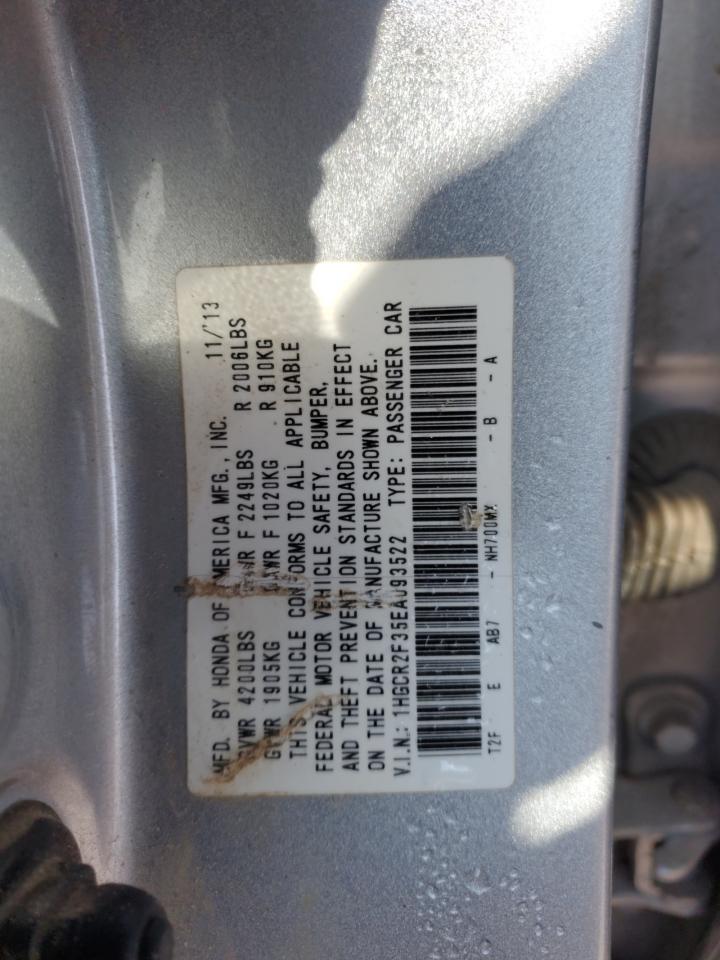 MFD. BY HONDA OF AMERICA MFG., INC. 11/'13
GVWR 4200LBS GAWR F 2249LBS R 2006LBS
GVWR 1905KG GAWR F 1020KG R 910KG
THIS VEHICLE CONFORMS TO ALL APPLICABLE
FEDERAL MOTOR VEHICLE SAFETY, BUMPER,
AND THEFT PREVENTION STANDARDS IN EFFECT
ON THE DATE OF MANUFACTURE SHOWN ABOVE.
V.I.N.: 1HGCR2F35EA093522 TYPE: PASSENGER CAR
T2F E AB7 - NH700MX - B - A